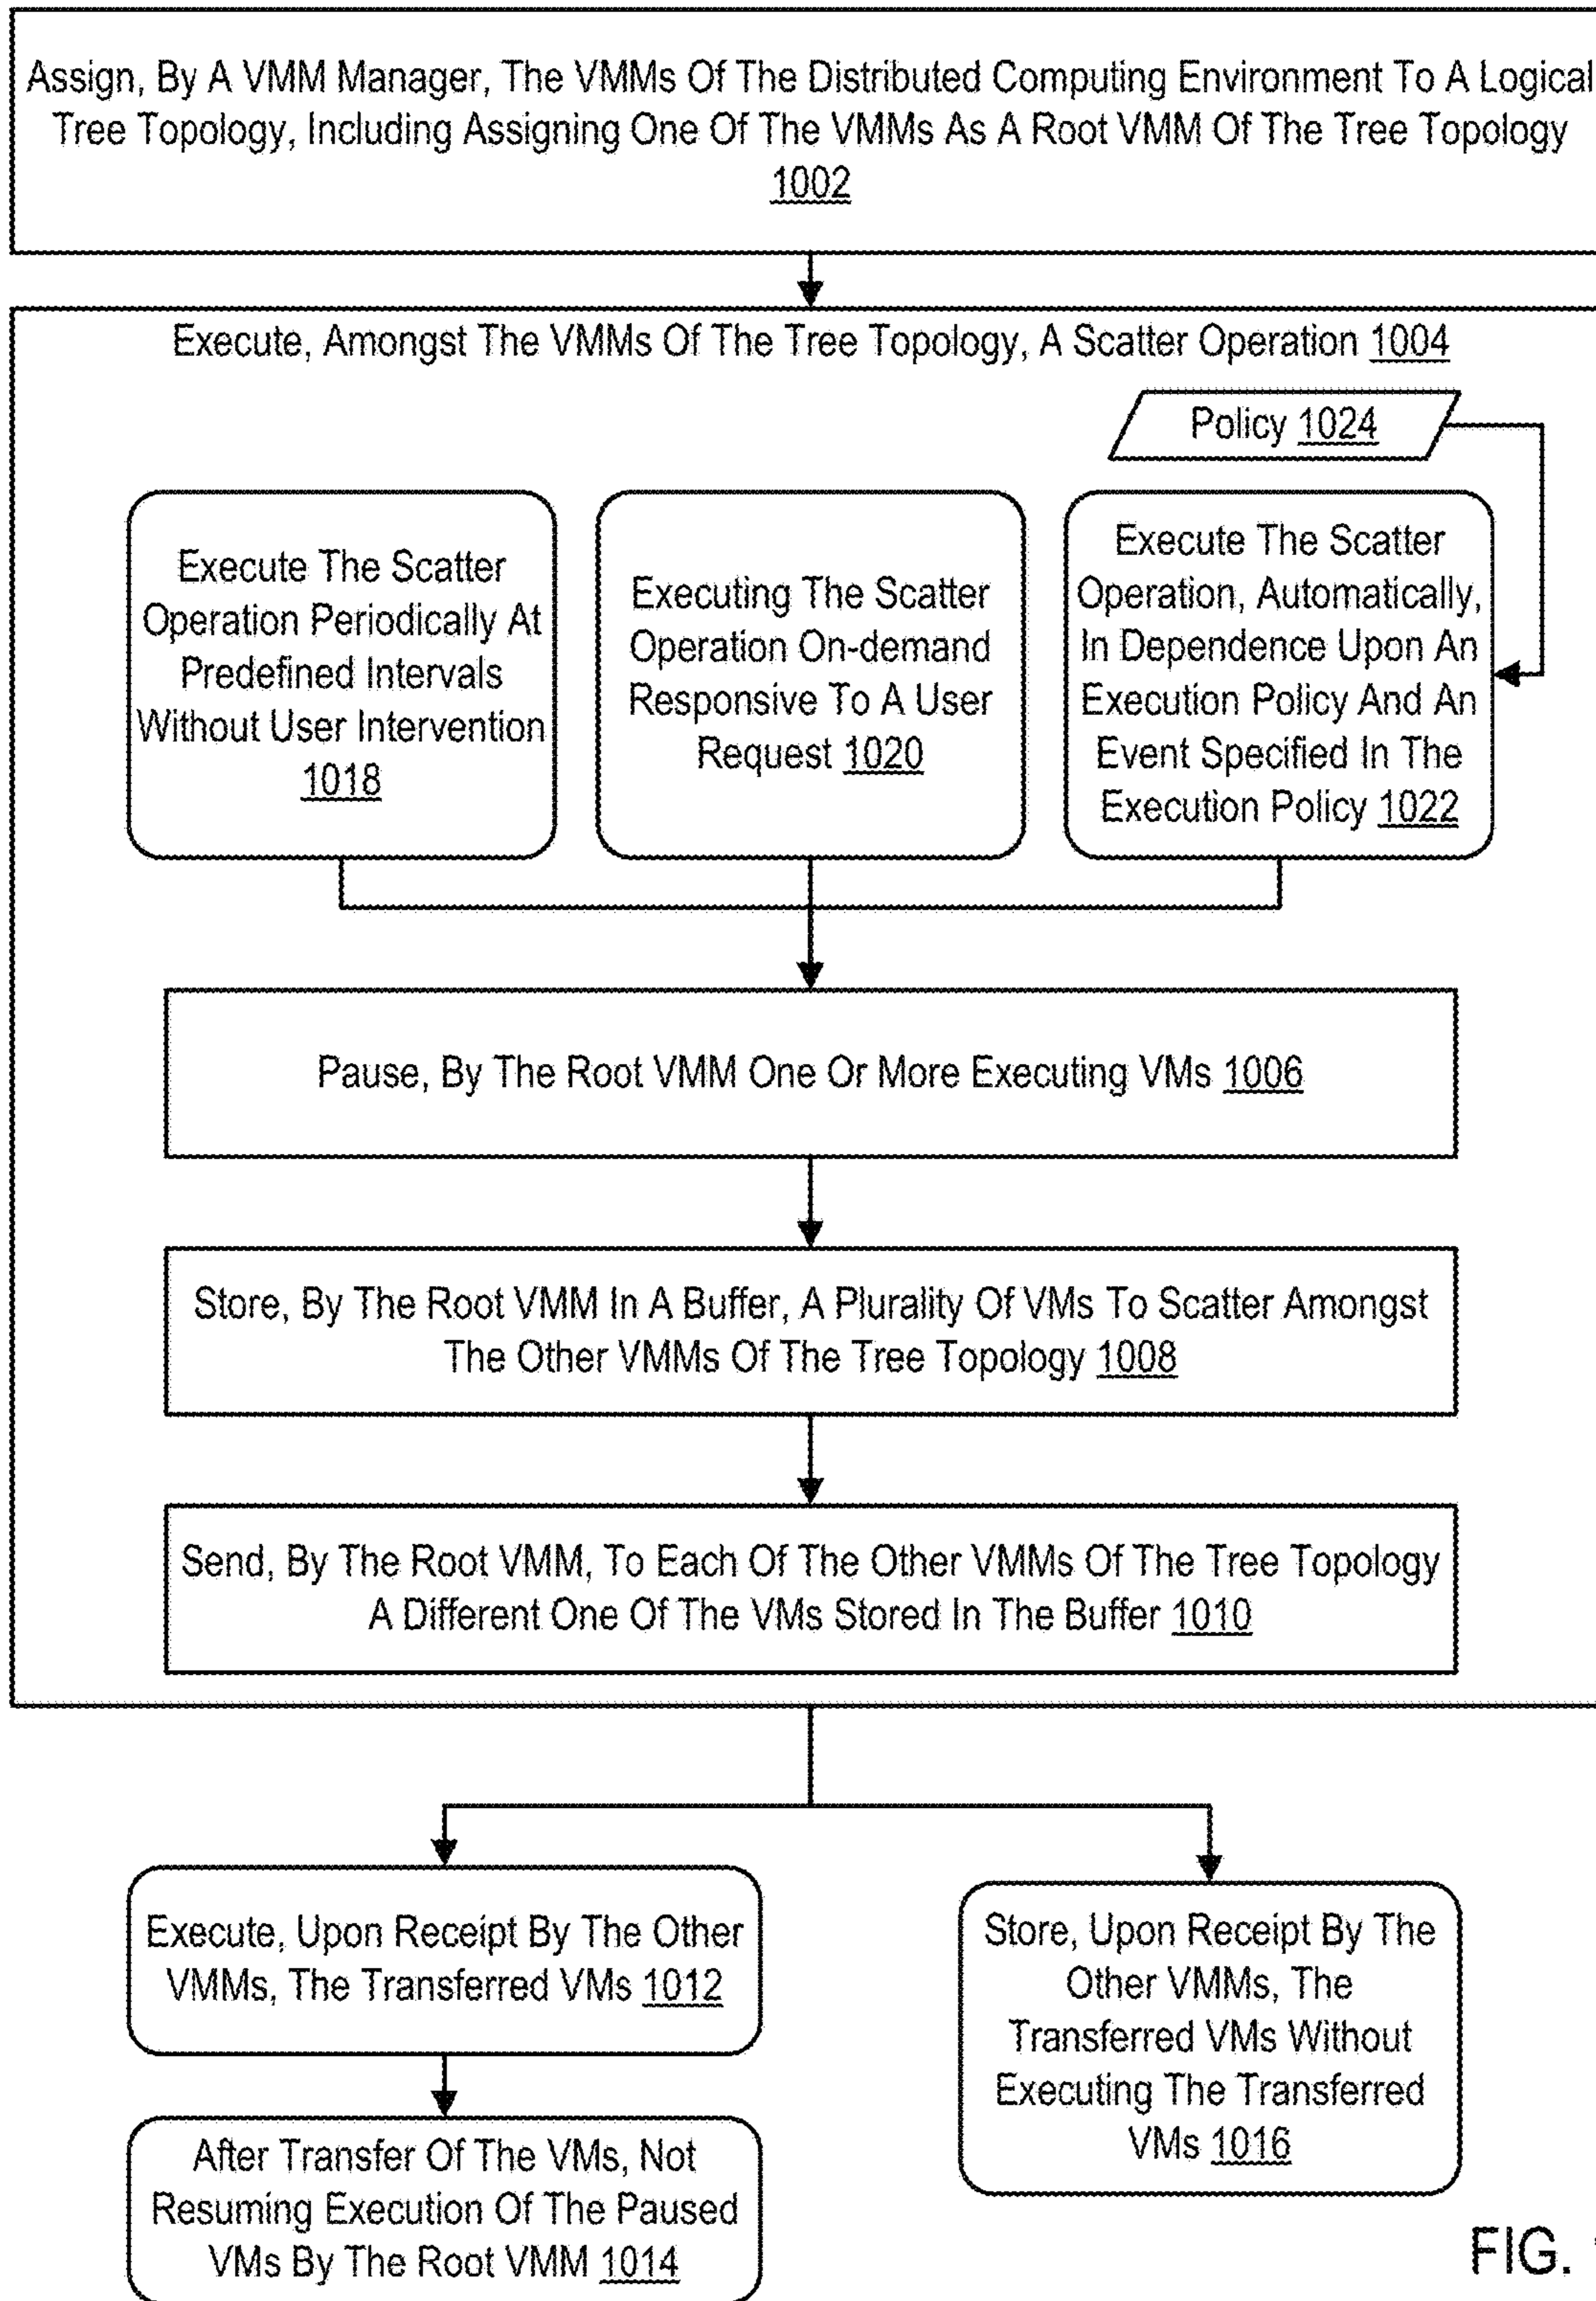 Assign, By A VMM Manager, The VMMs Of The Distributed Computing Environment To A Logical
Tree Topology, Including Assigning One Of The VMMs As A Root VMM Of The Tree Topology
1002
Execute, Amongst The VMMs Of The Tree Topology, A Scatter Operation 1004
Policy 1024
Execute The Scatter
Operation Periodically At
Predefined Intervals
Without User Intervention
1018
Executing The Scatter
Operation On-demand
Responsive To A User
Request 1020
Execute The Scatter
Operation, Automatically,
In Dependence Upon An
Execution Policy And An
Event Specified In The
Execution Policy 1022
Pause, By The Root VMM One Or More Executing VMs 1006
Store, By The Root VMM In A Buffer, A Plurality Of VMs To Scatter Amongst
The Other VMMs Of The Tree Topology 1008
Send, By The Root VMM, To Each Of The Other VMMs Of The Tree Topology
A Different One Of The VMs Stored In The Buffer 1010
Execute, Upon Receipt By The Other
VMMs, The Transferred VMs 1012
After Transfer Of The VMs, Not
Resuming Execution Of The Paused
VMs By The Root VMM 1014
Store, Upon Receipt By The
Other VMMs, The
Transferred VMs Without
Executing The Transferred
VMs 1016
FIG.